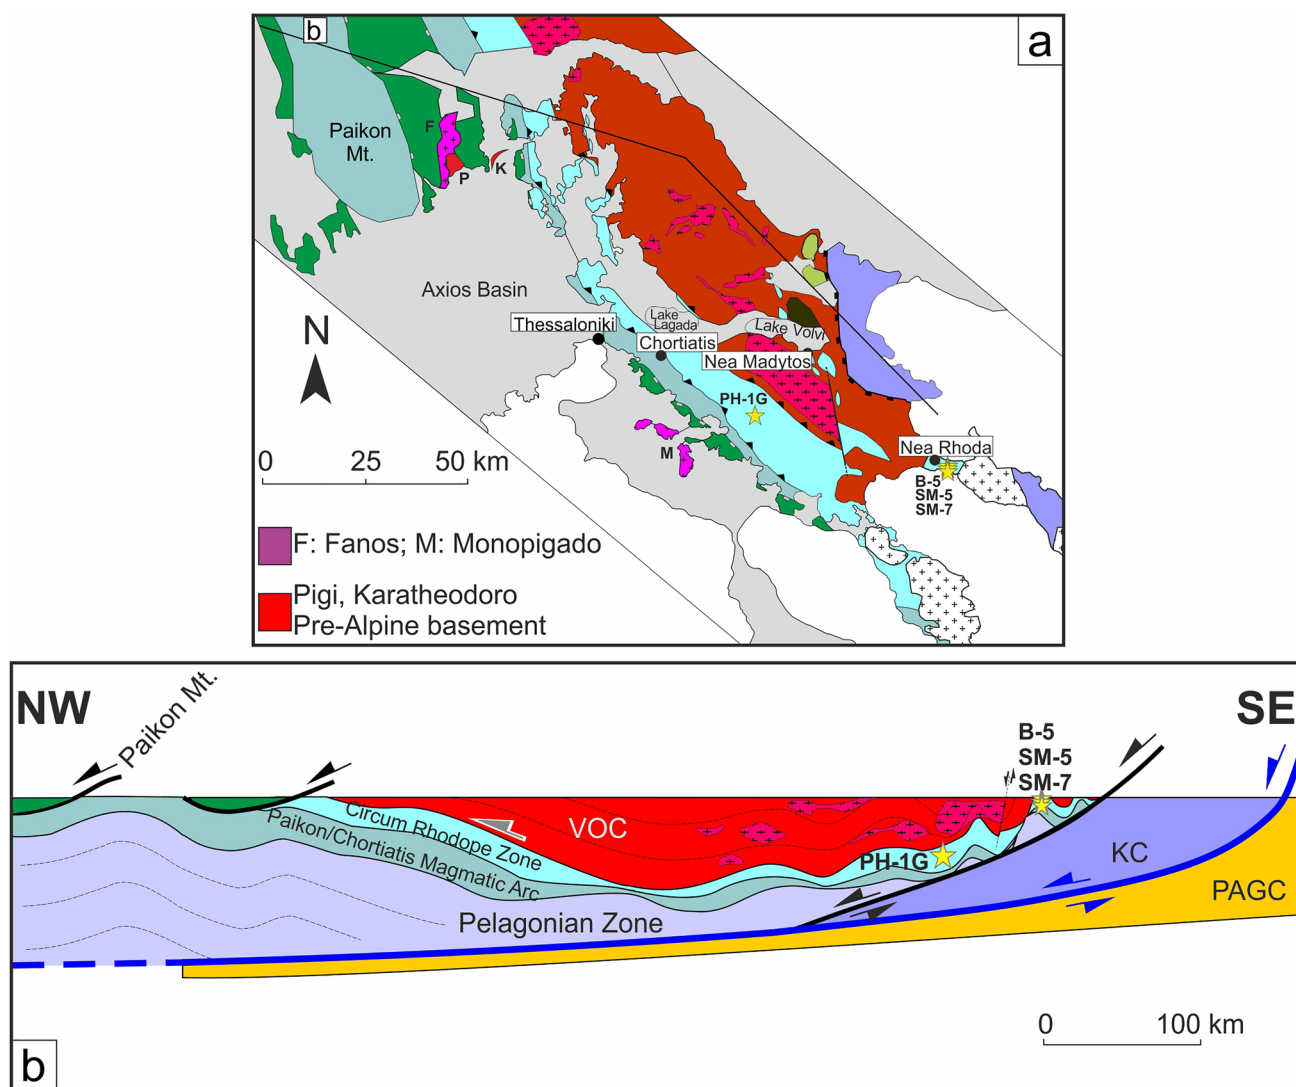 b
a
Paikon
Mt.
F
P
K
Axios Basin
N
Thessaloniki
Lake
Lagada
Lake Volvi
Chortiatis
Nea Madytos
PH-1G
M
Nea Rhoda
B-5
SM-5
SM-7
0 25 50 km
F: Fanos; M: Monopigado
Pigi, Karatheodoro
Pre-Alpine basement
NW
Paikon Mt.
SE
B-5
SM-5
SM-7
Circum Rhodope Zone
VOC
Paikon/Chortiatis Magmatic Arc
PH-1G
KC
PAGC
Pelagonian Zone
0 100 km
b